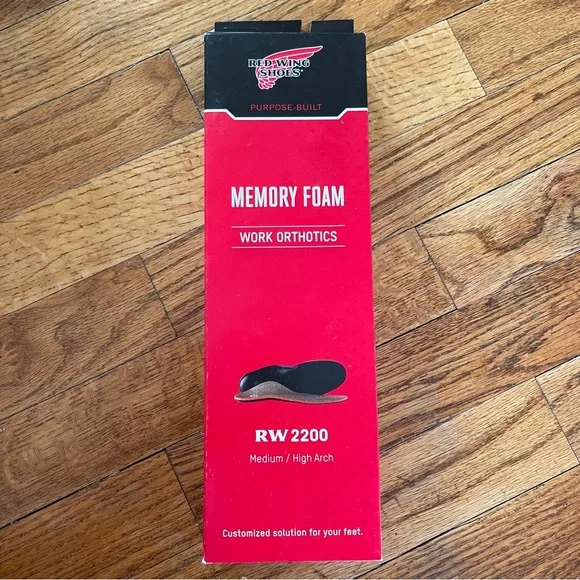 RED WING
SHOES
PURPOSE-BUILT
MEMORY FOAM
WORK ORTHOTICS
RW 2200
Medium / High Arch
Customized solution for your feet.